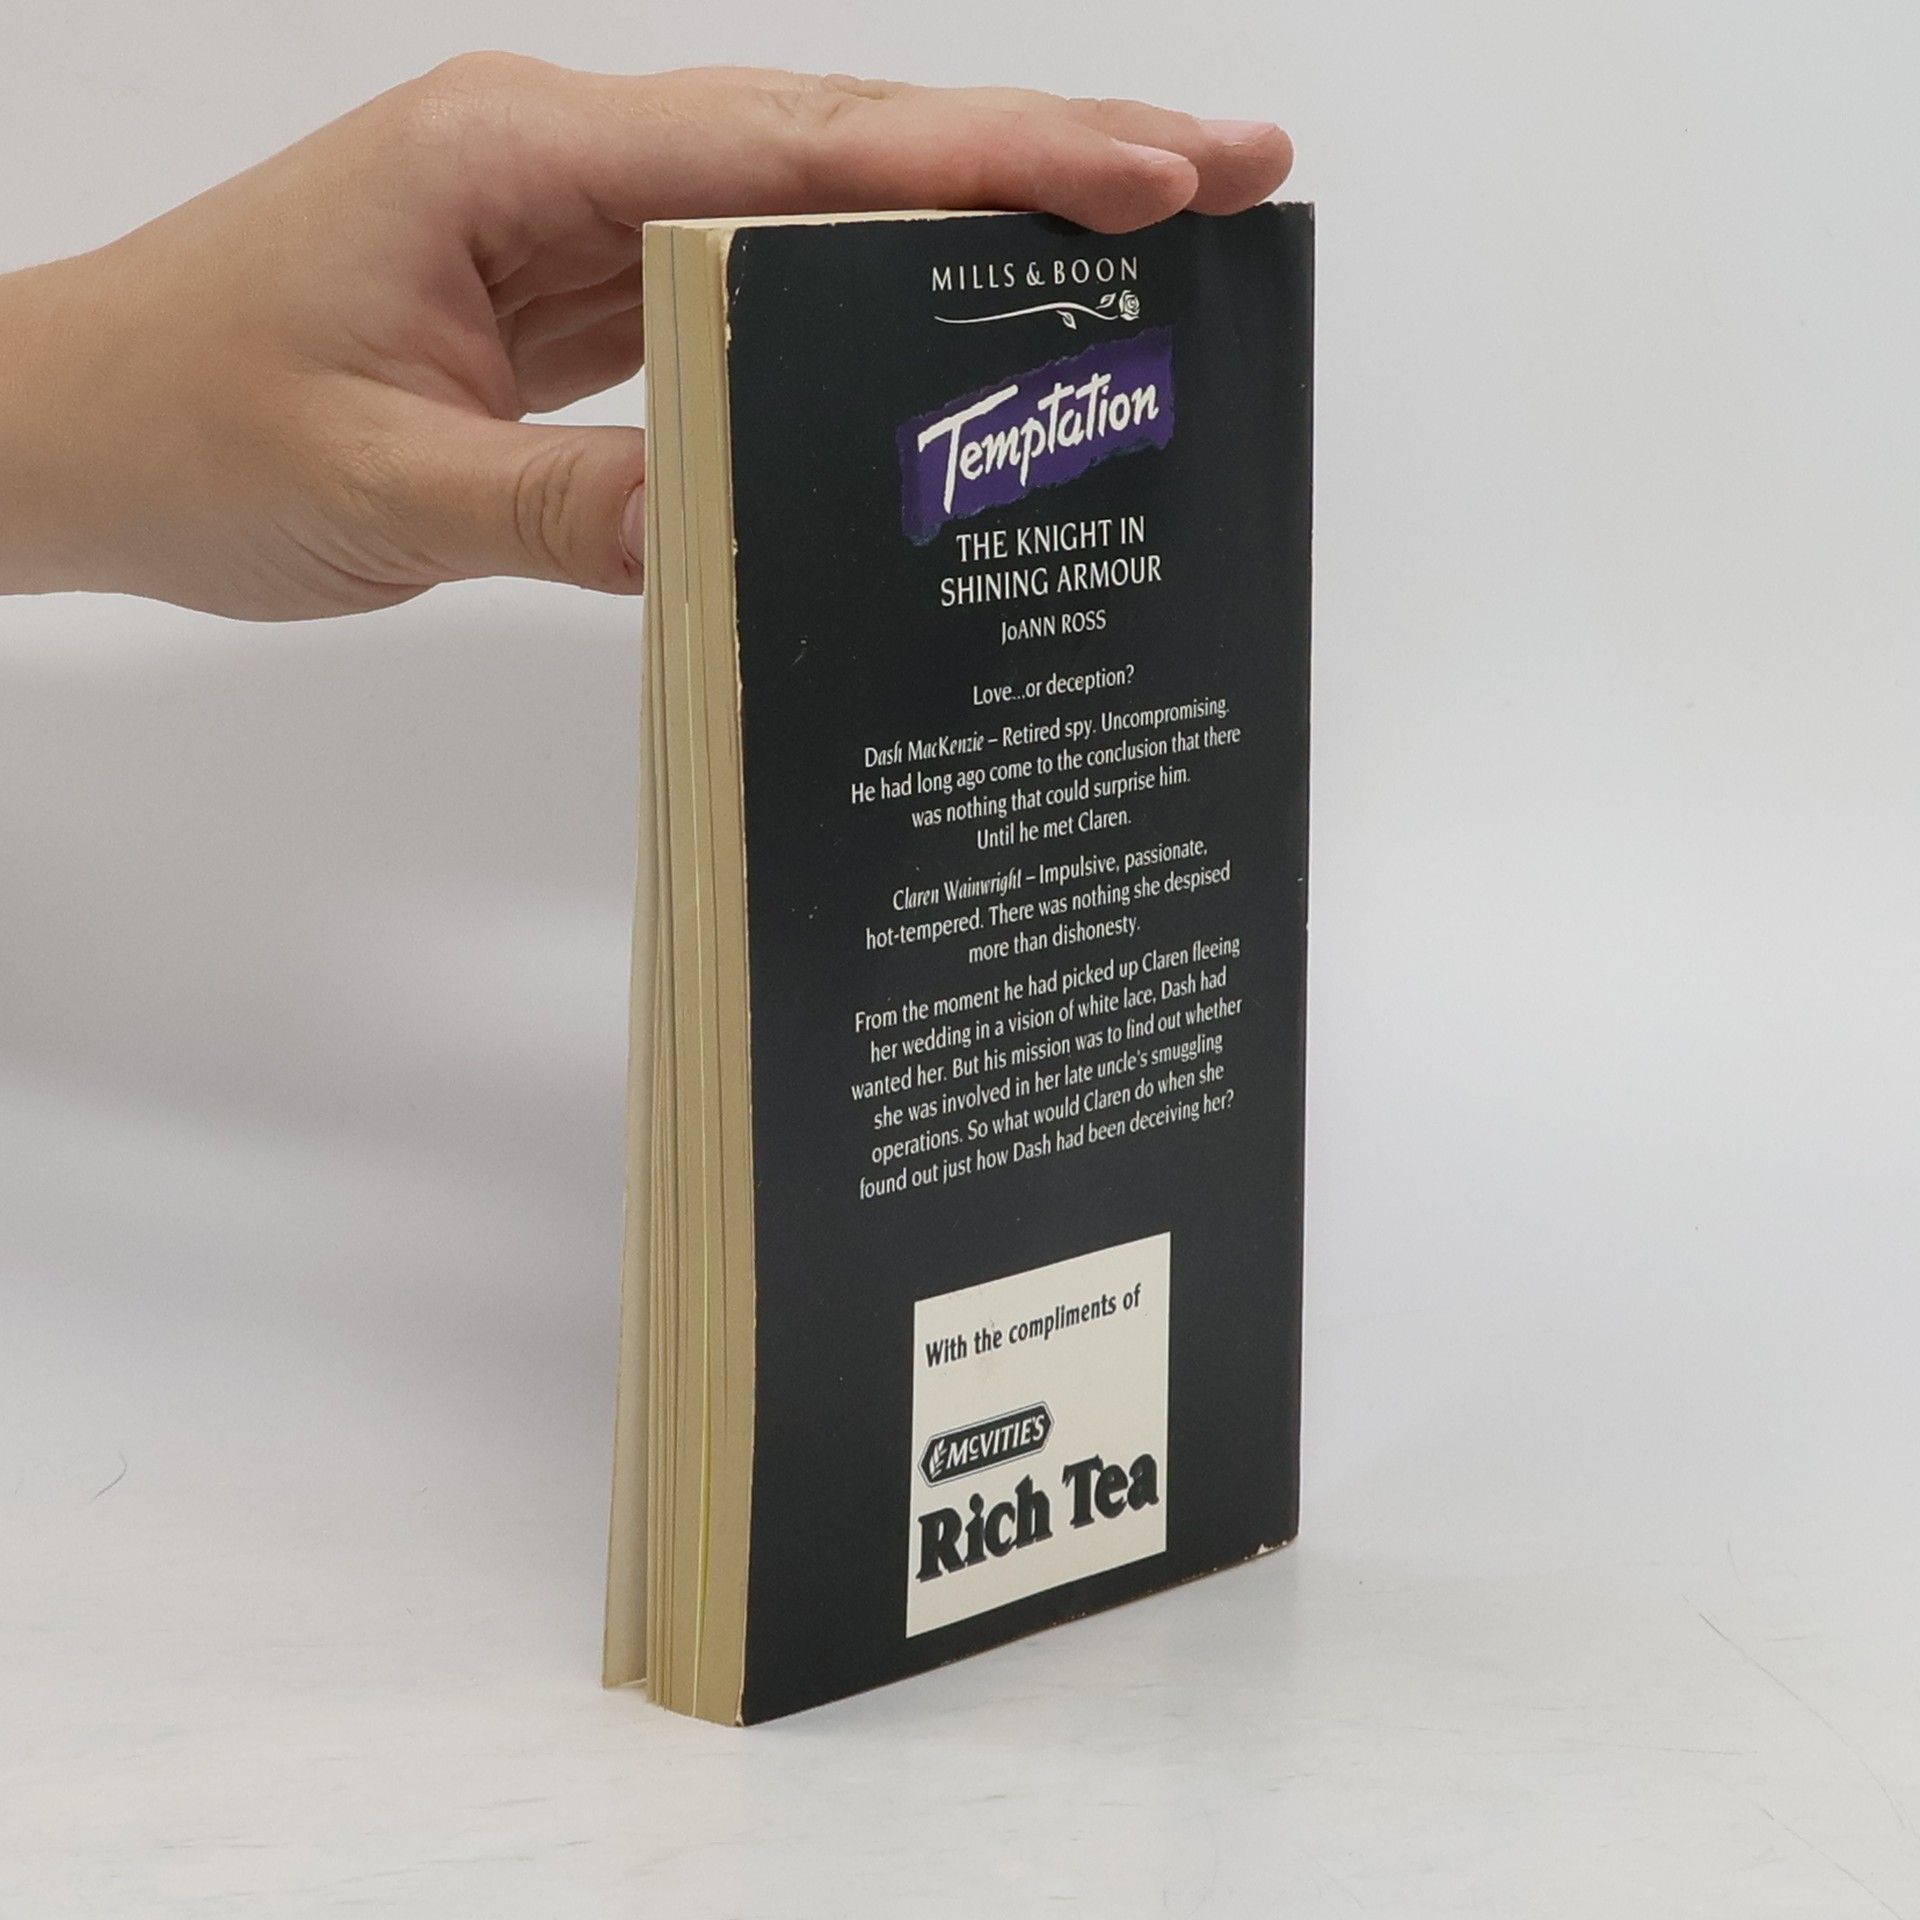 MILLS & BOON
Temptation
THE KNIGHT IN
SHINING ARMOUR
JoANN ROSS
Love...or deception?
Dash MacKenzie – Retired spy. Uncompromising.
He had long ago come to the conclusion that there
was nothing that could surprise him.
Until he met Claren.
Claren Wainwright – Impulsive, passionate,
hot-tempered. There was nothing she despised
more than dishonesty.
From the moment he had picked up Claren fleeing
her wedding in a vision of white lace, Dash had
wanted her. But his mission was to find out whether
she was involved in her late uncle's smuggling
operations. So what would Claren do when she
found out just how Dash had been deceiving her?
With the compliments of
McVITIE'S
Rich Tea